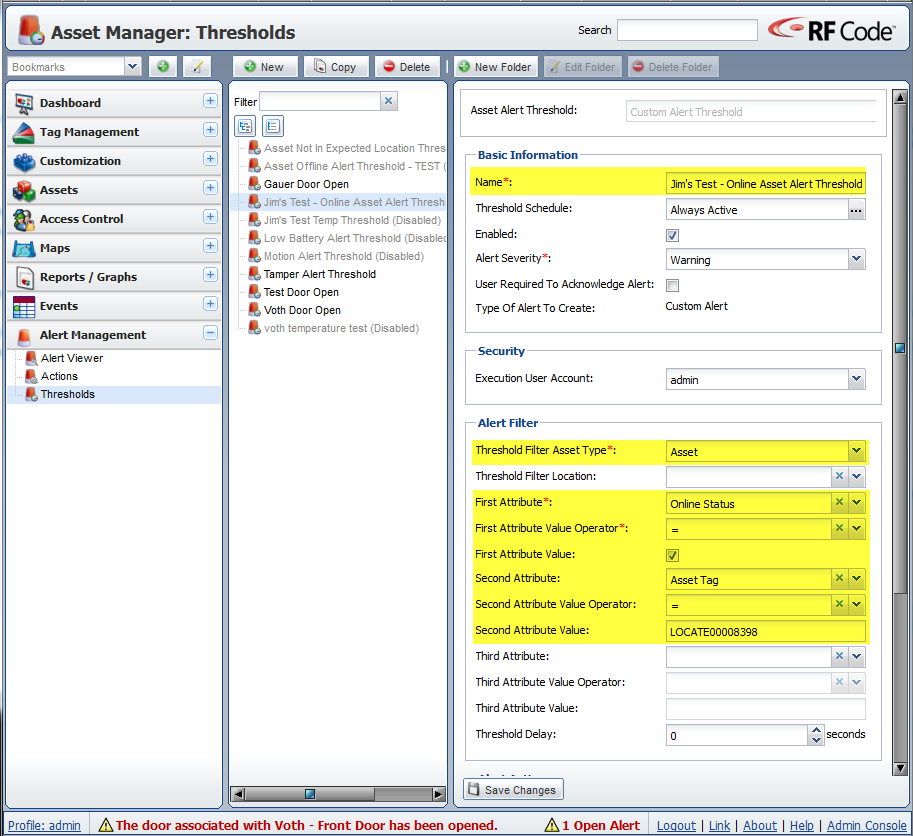 Asset Manager: Thresholds
Search
RF Code
Bookmarks
New
Copy
Delete
New Folder
Edit Folder
Delete Folder
Dashboard
Tag Management
Customization
Assets
Access Control
Maps
Reports / Graphs
Events
Alert Management
Alert Viewer
Actions
Thresholds
Filter
Asset Not In Expected Location Thres
Asset Offline Alert Threshold - TEST (
Gauer Door Open
Jim's Test - Online Asset Alert Thresh
Jim's Test Temp Threshold (Disabled)
Low Battery Alert Threshold (Disabled
Motion Alert Threshold (Disabled)
Tamper Alert Threshold
Test Door Open
Voth Door Open
voth temperature test (Disabled)
Asset Alert Threshold: Custom Alert Threshold
Basic Information
Name*: Jim's Test - Online Asset Alert Threshold
Threshold Schedule: Always Active ...
Enabled:
Alert Severity*: Warning
User Required To Acknowledge Alert:
Type Of Alert To Create: Custom Alert
Security
Execution User Account: admin
Alert Filter
Threshold Filter Asset Type*: Asset
Threshold Filter Location:
First Attribute*: Online Status
First Attribute Value Operator*: =
First Attribute Value:
Second Attribute: Asset Tag
Second Attribute Value Operator: =
Second Attribute Value: LOCATE00008398
Third Attribute:
Third Attribute Value Operator:
Third Attribute Value:
Threshold Delay: 0 seconds
Save Changes
Profile: admin
The door associated with Voth - Front Door has been opened.
1 Open Alert
Logout | Link | About | Help | Admin Console